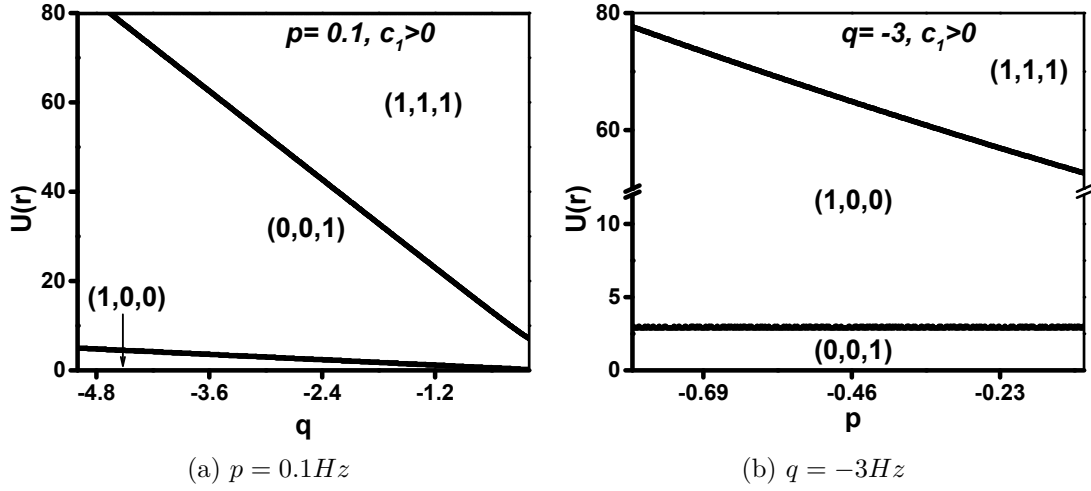 p= 0.1, c₁>0
U(r)
80
60
40
20
0
(1,1,1)
(0,0,1)
(1,0,0)
-4.8 -3.6 -2.4 -1.2
q
(a) p = 0.1Hz
q= -3, c₁>0
U(r)
80
60
10
5
0
(1,1,1)
(1,0,0)
(0,0,1)
-0.69 -0.46 -0.23
p
(b) q = −3Hz